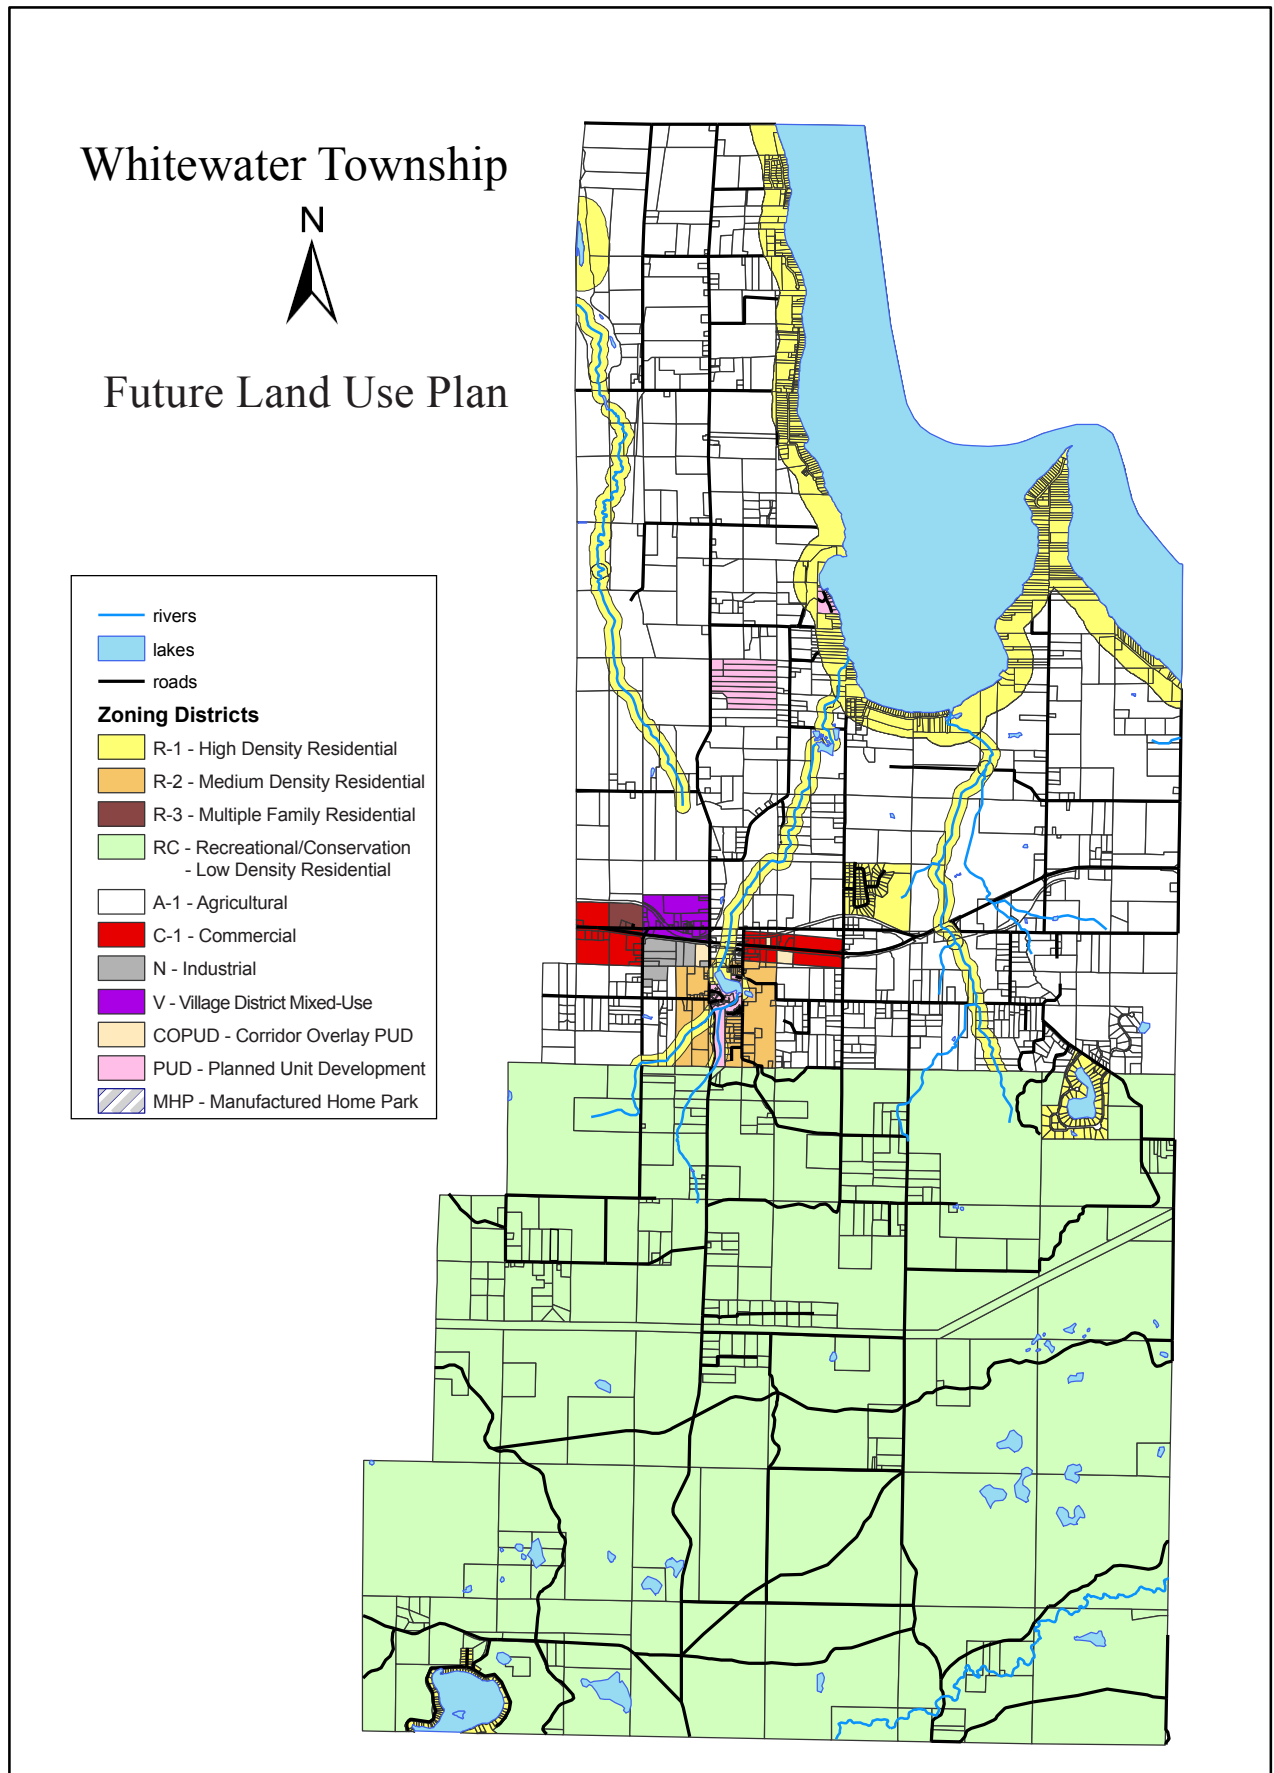 Whitewater Township
N
Future Land Use Plan
rivers
lakes
roads
Zoning Districts
R-1 - High Density Residential
R-2 - Medium Density Residential
R-3 - Multiple Family Residential
RC - Recreational/Conservation
- Low Density Residential
A-1 - Agricultural
C-1 - Commercial
N - Industrial
V - Village District Mixed-Use
COPUD - Corridor Overlay PUD
PUD - Planned Unit Development
MHP - Manufactured Home Park